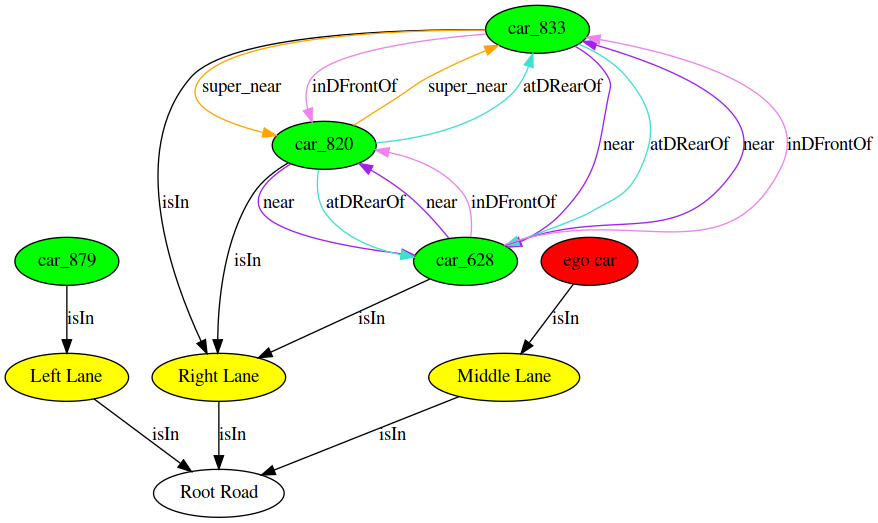 car_833
super_near
inDFrontOf
super_near
atDRearOf
car_820
near
atDRearOf
near
inDFrontOf
isIn
near
atDRearOf
near
inDFrontOf
isIn
car_879
car_628
ego car
isIn
isIn
isIn
Left Lane
Right Lane
Middle Lane
isIn
isIn
isIn
Root Road